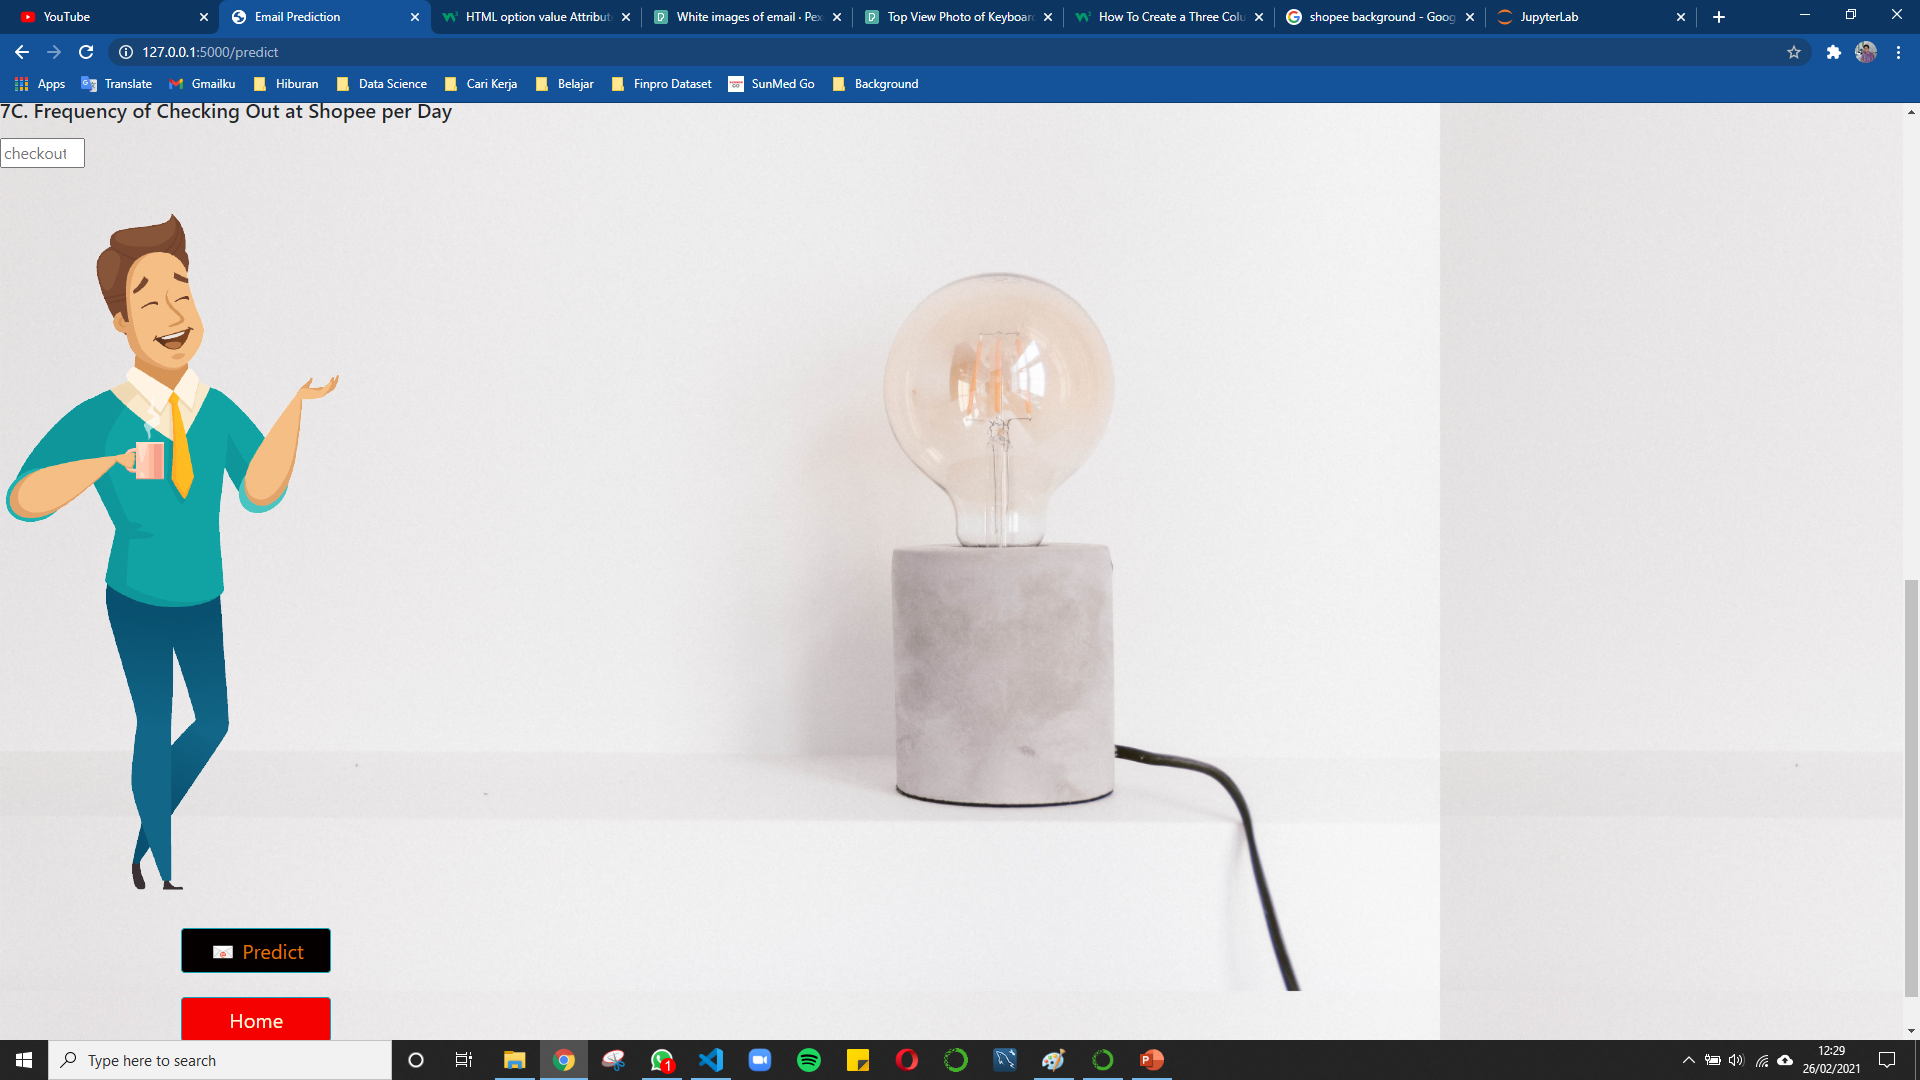 YouTube
Email Prediction
HTML option value Attribut
White images of email · Pex
Top View Photo of Keyboar
How To Create a Three Colu
shopee background - Goog
JupyterLab
127.0.0.1:5000/predict
Apps
Translate
Gmailku
Hiburan
Data Science
Cari Kerja
Belajar
Finpro Dataset
SunMed Go
Background
7C. Frequency of Checking Out at Shopee per Day
checkout
Predict
Home
Type here to search
1
12:29
26/02/2021